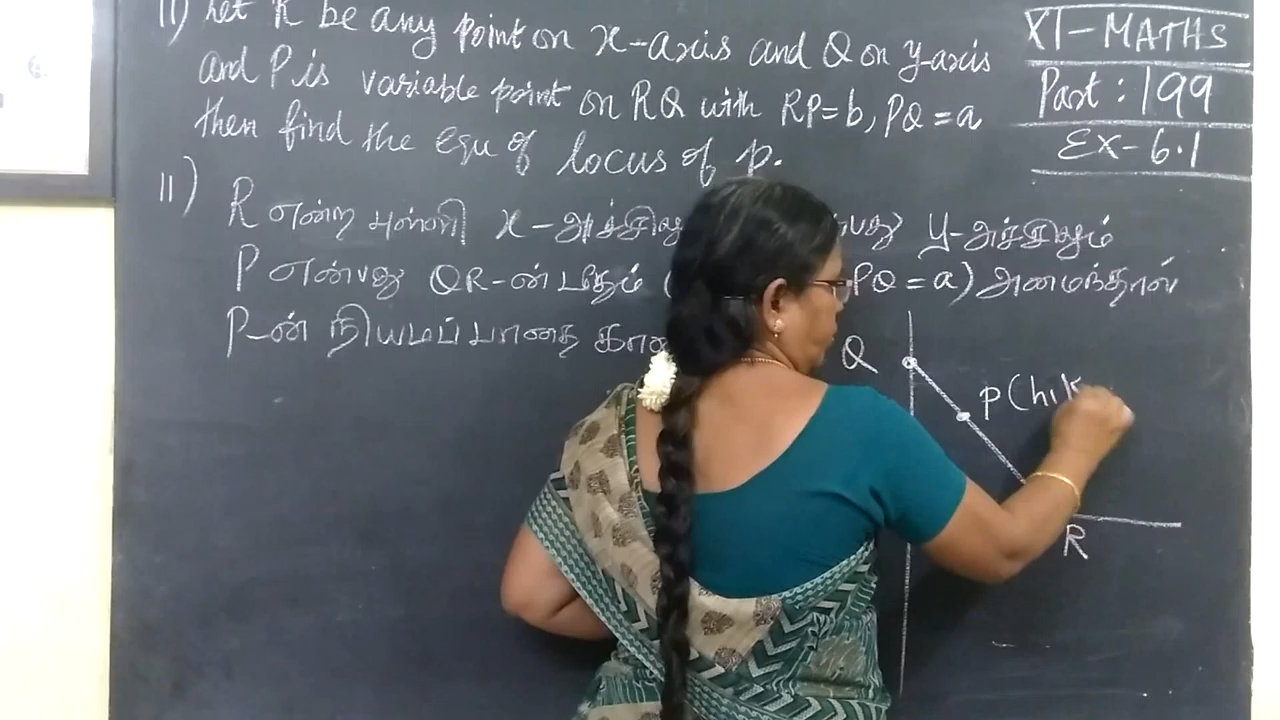 11) Let R be any point on x-axis and Q on y-axis
and P is variable point on RQ with RP=b, PQ=a
then find the equ of locus of p.
XI-MATHS
Part: 199
EX-6.1
11) R என்ற புள்ளி x-அச்சிலு y-அச்சிலும்
P என்பது QR-ன் மீதும் ( PQ=a) அமைந்தால்
P-ன் நியமப் பாதை
Q
P(h,k
R